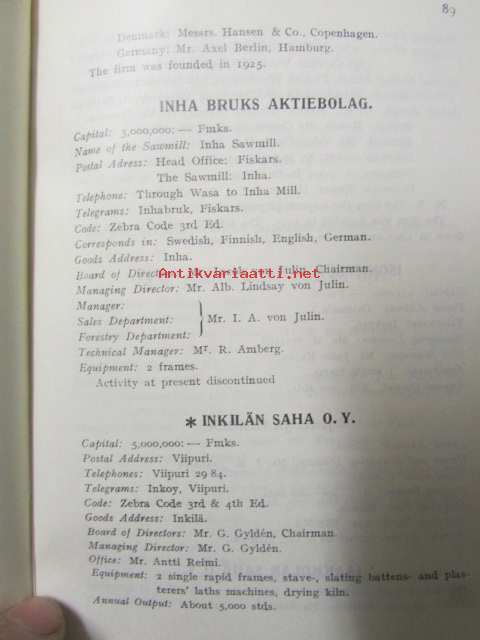 89
Denmark: Messrs. Hansen & Co., Copenhagen.
Germany: Mr. Axel Berlin, Hamburg.
The firm was founded in 1925.
INHA BRUKS AKTIEBOLAG.
Capital: 3,000,000: — Fmks.
Name of the Sawmill: Inha Sawmill.
Postal Adress: Head Office: Fiskars.
The Sawmill: Inha.
Telephone: Through Wasa to Inha Mill.
Telegrams: Inhabruk, Fiskars.
Code: Zebra Code 3rd Ed.
Corresponds in: Swedish, Finnish, English, German.
Goods Address: Inha.
Board of Directors: Julin, Chairman.
Antikvariaatti.net
Managing Director: Mr. Alb. Lindsay von Julin.
Manager:
Sales Department: Mr. I. A. von Julin.
Forestry Department:
Technical Manager: Mr. R. Amberg.
Equipment: 2 frames.
Activity at present discontinued
* INKILÄN SAHA O. Y.
Capital: 5,000,000: — Fmks.
Postal Address: Viipuri.
Telephones: Viipuri 29 84.
Telegrams: Inkoy, Viipuri.
Code: Zebra Code 3rd & 4th Ed.
Goods Address: Inkilä.
Board of Directors: Mr. G. Gyldén, Chairman
Managing Director: Mr. G. Gyldén.
Office: Mr. Antti Reimi.
Equipment: 2 single rapid frames, stave-, slating battens- and plas-
terers' laths machines, drying kiln.
Annual Output: About 5,000 stds.